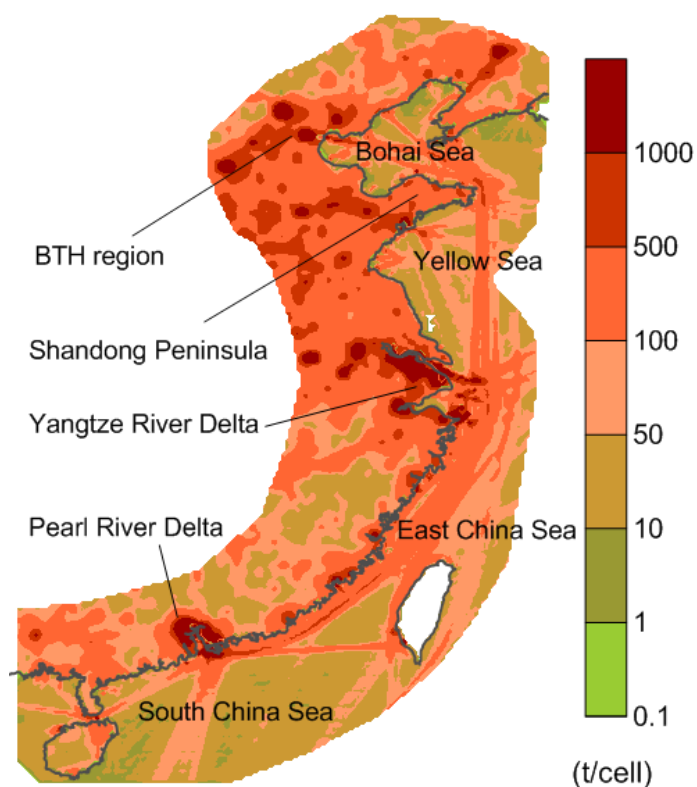 Bohai Sea
1000
BTH region
500
Yellow Sea
Shandong Peninsula
100
Yangtze River Delta
50
Pearl River Delta
East China Sea
10
1
South China Sea
0.1
(t/cell)